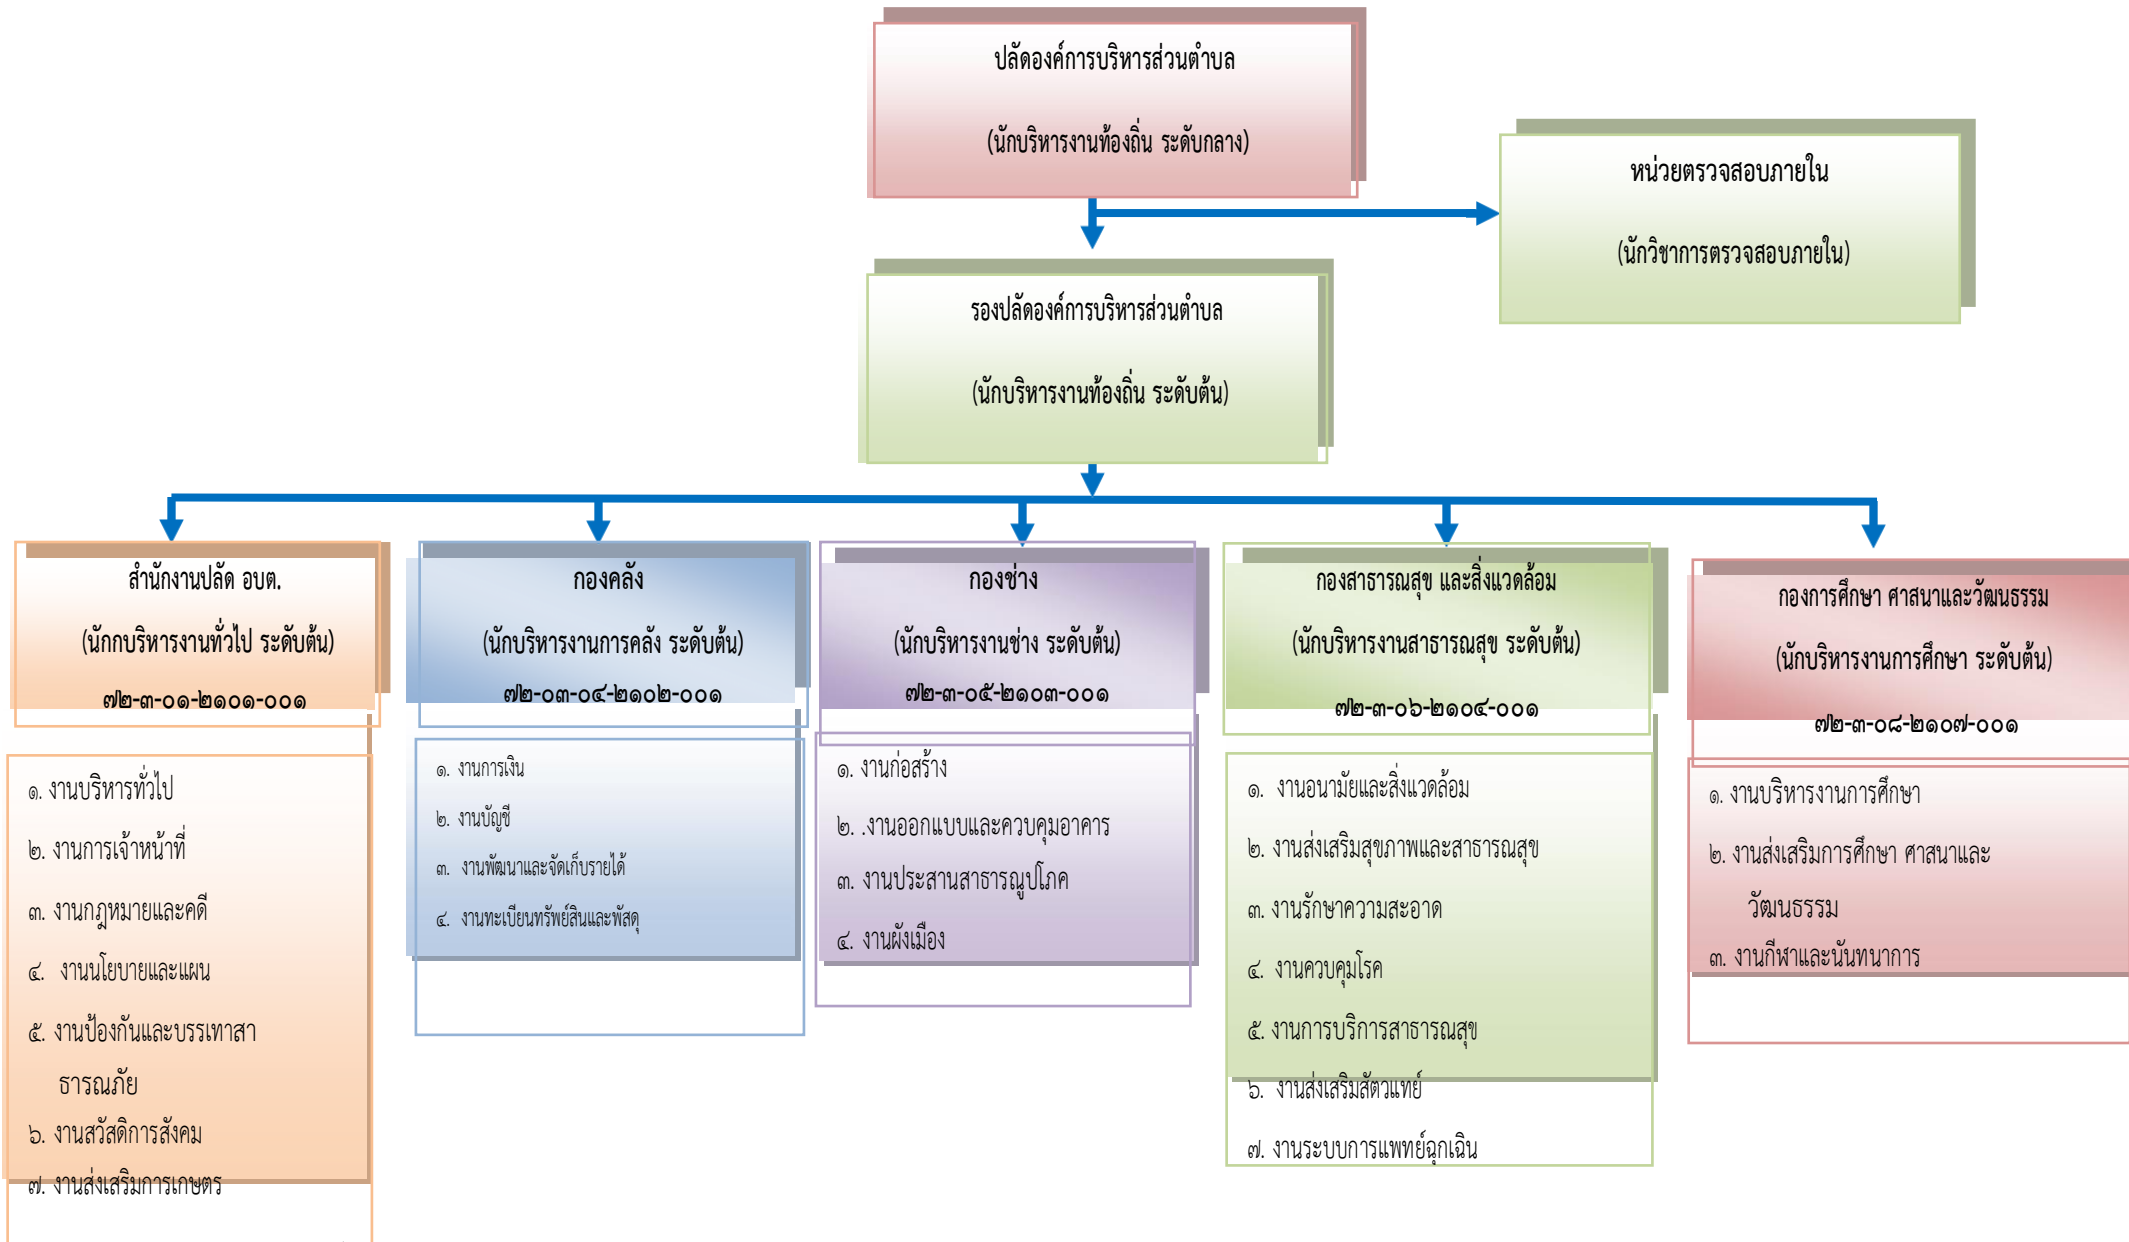 ปลัดองค์การบริหารส่วนตำบล
(นักบริหารงานท้องถิ่น ระดับกลาง)
หน่วยตรวจสอบภายใน
(นักวิชาการตรวจสอบภายใน)
รองปลัดองค์การบริหารส่วนตำบล
(นักบริหารงานท้องถิ่น ระดับต้น)
สำนักงานปลัด อบต.
(นักกบริหารงานทั่วไป ระดับต้น)
๗๒-๓-๐๑-๒๑๐๑-๐๐๑
๑. งานบริหารทั่วไป
๒. งานการเจ้าหน้าที่
๓. งานกฎหมายและคดี
๔. งานนโยบายและแผน
๕. งานป้องกันและบรรเทาสา
ธารณภัย
๖. งานสวัสดิการสังคม
๗. งานส่งเสริมการเกษตร
กองคลัง
(นักบริหารงานการคลัง ระดับต้น)
๗๒-๐๓-๐๔-๒๑๐๒-๐๐๑
๑. งานการเงิน
๒. งานบัญชี
๓. งานพัฒนาและจัดเก็บรายได้
๔. งานทะเบียนทรัพย์สินและพัสดุ
กองช่าง
(นักบริหารงานช่าง ระดับต้น)
๗๒-๓-๐๕-๒๑๐๓-๐๐๑
๑. งานก่อสร้าง
๒. .งานออกแบบและควบคุมอาคาร
๓. งานประสานสาธารณูปโภค
๔. งานผังเมือง
กองสาธารณสุข และสิ่งแวดล้อม
(นักบริหารงานสาธารณสุข ระดับต้น)
๗๒-๓-๐๖-๒๑๐๔-๐๐๑
๑. งานอนามัยและสิ่งแวดล้อม
๒. งานส่งเสริมสุขภาพและสาธารณสุข
๓. งานรักษาความสะอาด
๔. งานควบคุมโรค
๕. งานการบริการสาธารณสุข
๖. งานส่งเสริมสัตวแทย์
๗. งานระบบการแพทย์ฉุกเฉิน
กองการศึกษา ศาสนาและวัฒนธรรม
(นักบริหารงานการศึกษา ระดับต้น)
๗๒-๓-๐๘-๒๑๐๗-๐๐๑
๑. งานบริหารงานการศึกษา
๒. งานส่งเสริมการศึกษา ศาสนาและ
วัฒนธรรม
๓. งานกีฬาและนันทนาการ